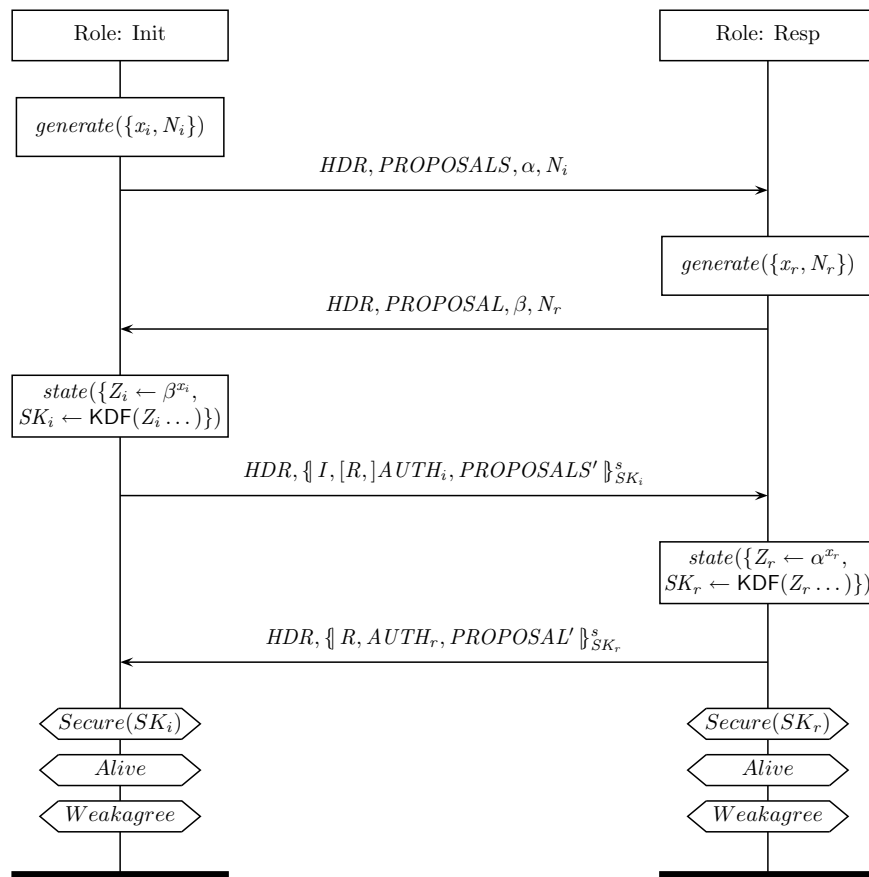 Role: Init
Role: Resp
generate({x_i, N_i})
HDR, PROPOSALS, α, N_i
generate({x_r, N_r})
HDR, PROPOSAL, β, N_r
state({Z_i ← β^{x_i},
SK_i ← KDF(Z_i ...)})
HDR, {| I, [R, ]AUTH_i, PROPOSALS′ |}^s_{SK_i}
state({Z_r ← α^{x_r},
SK_r ← KDF(Z_r ...)})
HDR, {| R, AUTH_r, PROPOSAL′ |}^s_{SK_r}
Secure(SK_i)
Secure(SK_r)
Alive
Alive
Weakagree
Weakagree